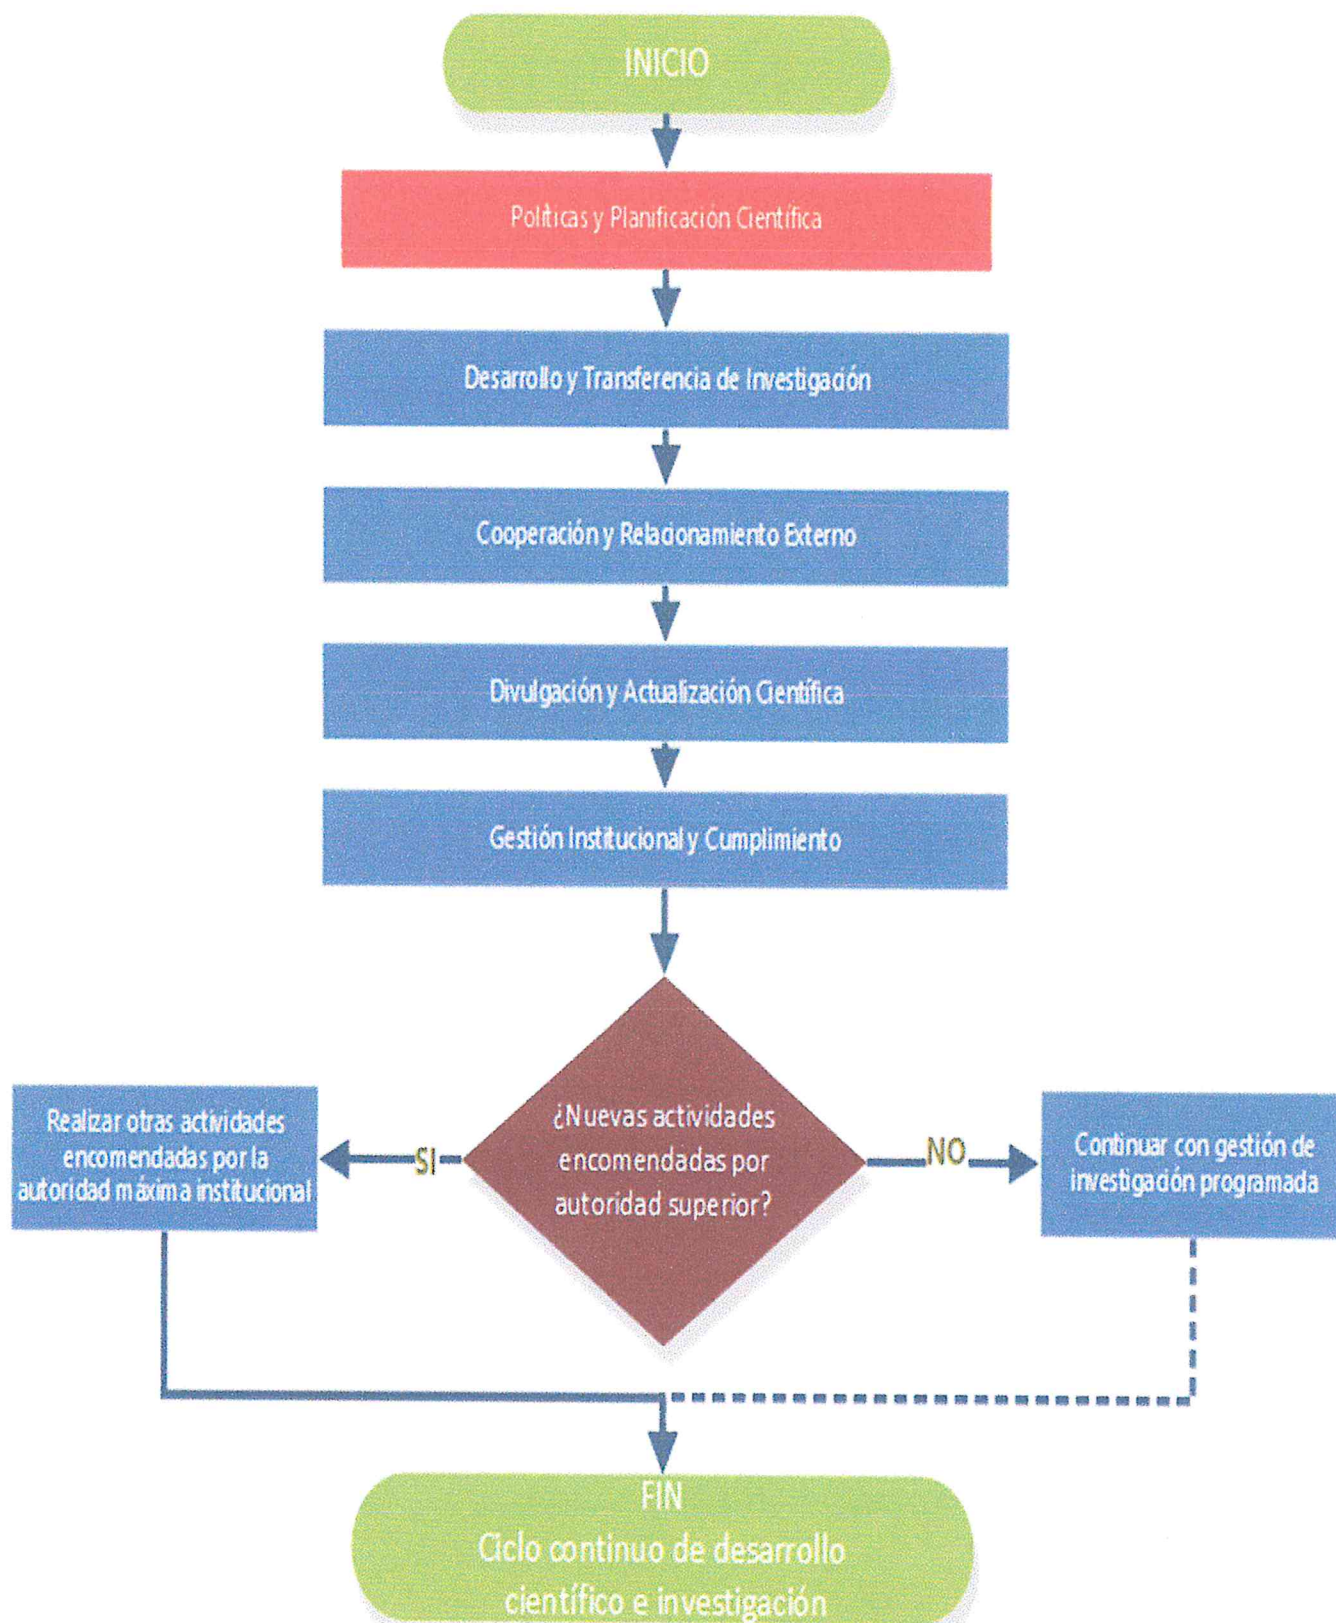 INICIO
Políticas y Planificación Científica
Desarrollo y Transferencia de Investigación
Cooperación y Relacionamiento Externo
Divulgación y Actualización Científica
Gestión Institucional y Cumplimiento
¿Nuevas actividades
encomendadas por
autoridad superior?
SI
Realizar otras actividades
encomendadas por la
autoridad máxima institucional
NO
Continuar con gestión de
investigación programada
FIN
Ciclo continuo de desarrollo
científico e investigación